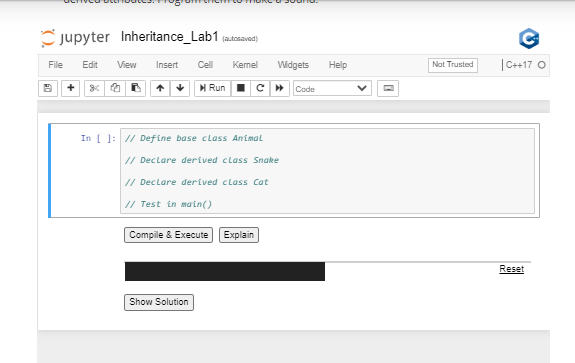 derived attributes. Program them to make a sound.
jupyter Inheritance_Lab1 (autosaved)
File Edit View Insert Cell Kernel Widgets Help Not Trusted C++17
Run Code
In [ ]: // Define base class Animal
// Declare derived class Snake
// Declare derived class Cat
// Test in main()
Compile & Execute Explain
Reset
Show Solution